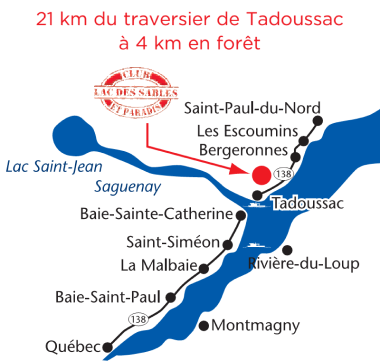 21 km du traversier de Tadoussac
à 4 km en forêt
CLUB
LAC DES SABLES
ET PARADIS
Saint-Paul-du-Nord
Les Escoumins
Bergeronnes
138
Lac Saint-Jean
Saguenay
Tadoussac
Baie-Sainte-Catherine
Saint-Siméon
La Malbaie
Rivière-du-Loup
Baie-Saint-Paul
138
Montmagny
Québec